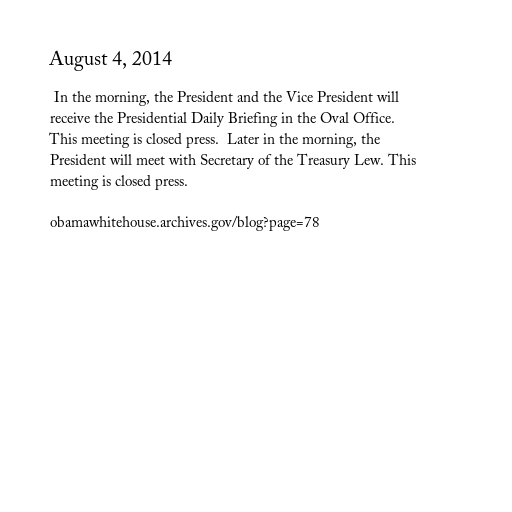 August 4, 2014
In the morning, the President and the Vice President will
receive the Presidential Daily Briefing in the Oval Office.
This meeting is closed press.  Later in the morning, the
President will meet with Secretary of the Treasury Lew. This
meeting is closed press.
obamawhitehouse.archives.gov/blog?page=78